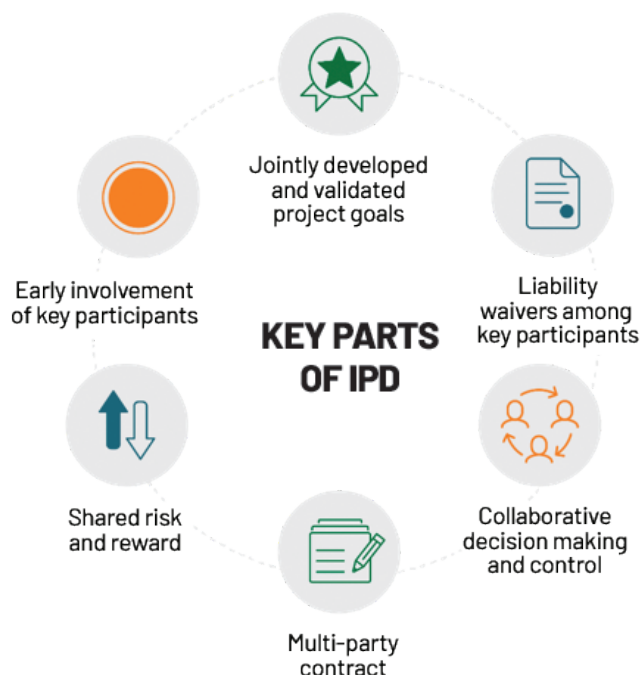 Jointly developed
and validated
project goals
Early involvement
of key participants
Liability
waivers among
key participants
KEY PARTS
OF IPD
Shared risk
and reward
Collaborative
decision making
and control
Multi-party
contract